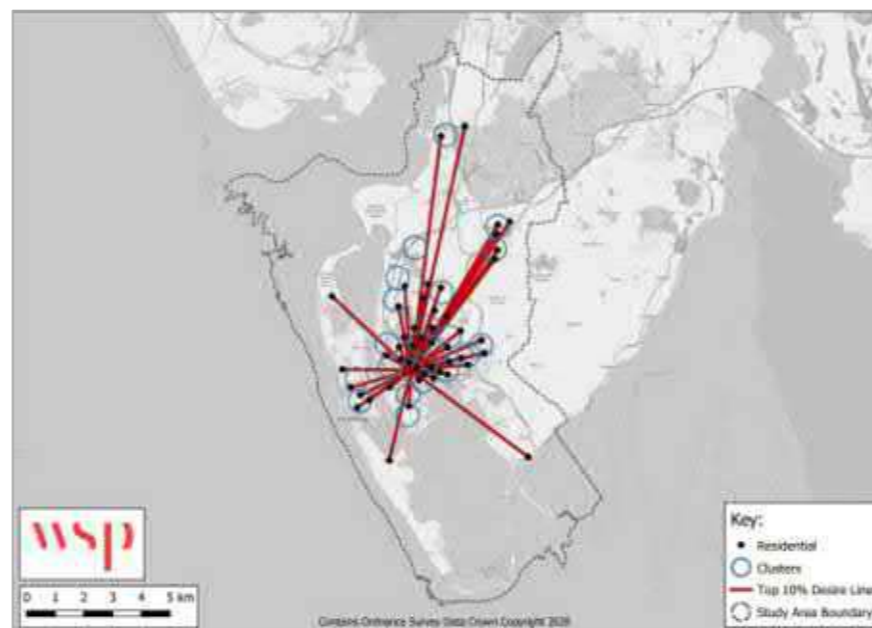 wsp
0 1 2 3 4 5 km
Key:
Residential
Clusters
Top 10% Desire Line
Study Area Boundary
Contains Ordnance Survey Data Crown Copyright 2020